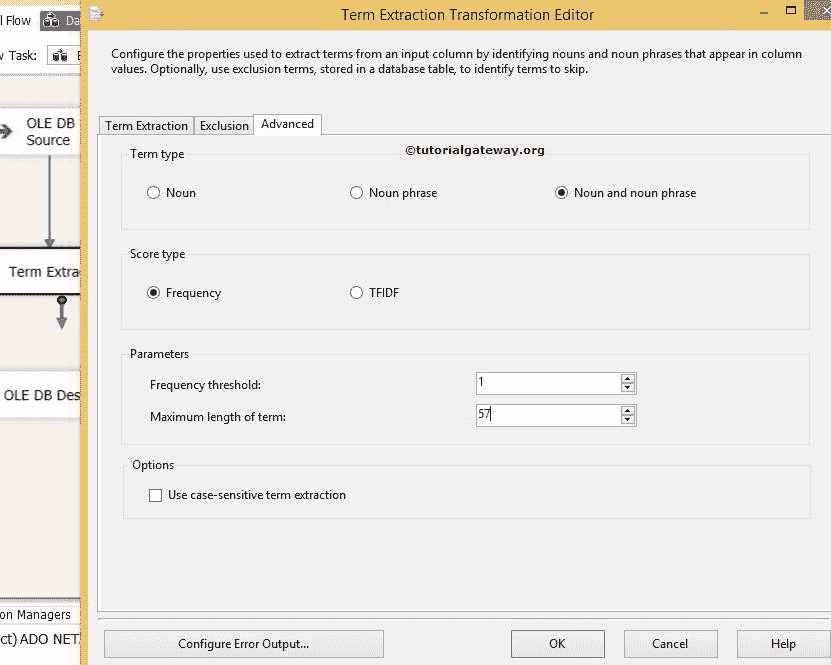 Term Extraction Transformation Editor
l Flow
Da
Configure the properties used to extract terms from an input column by identifying nouns and noun phrases that appear in column
values. Optionally, use exclusion terms, stored in a database table, to identify terms to skip.
v Task:
OLE DB
Source
Term Extraction
Exclusion
Advanced
©tutorialgateway.org
Term type
Noun
Noun phrase
Noun and noun phrase
Score type
Term Extra
Frequency
TFIDF
Parameters
Frequency threshold:
1
OLE DB Des
Maximum length of term:
57
Options
Use case-sensitive term extraction
on Managers
ct) ADO NET
Configure Error Output...
OK
Cancel
Help